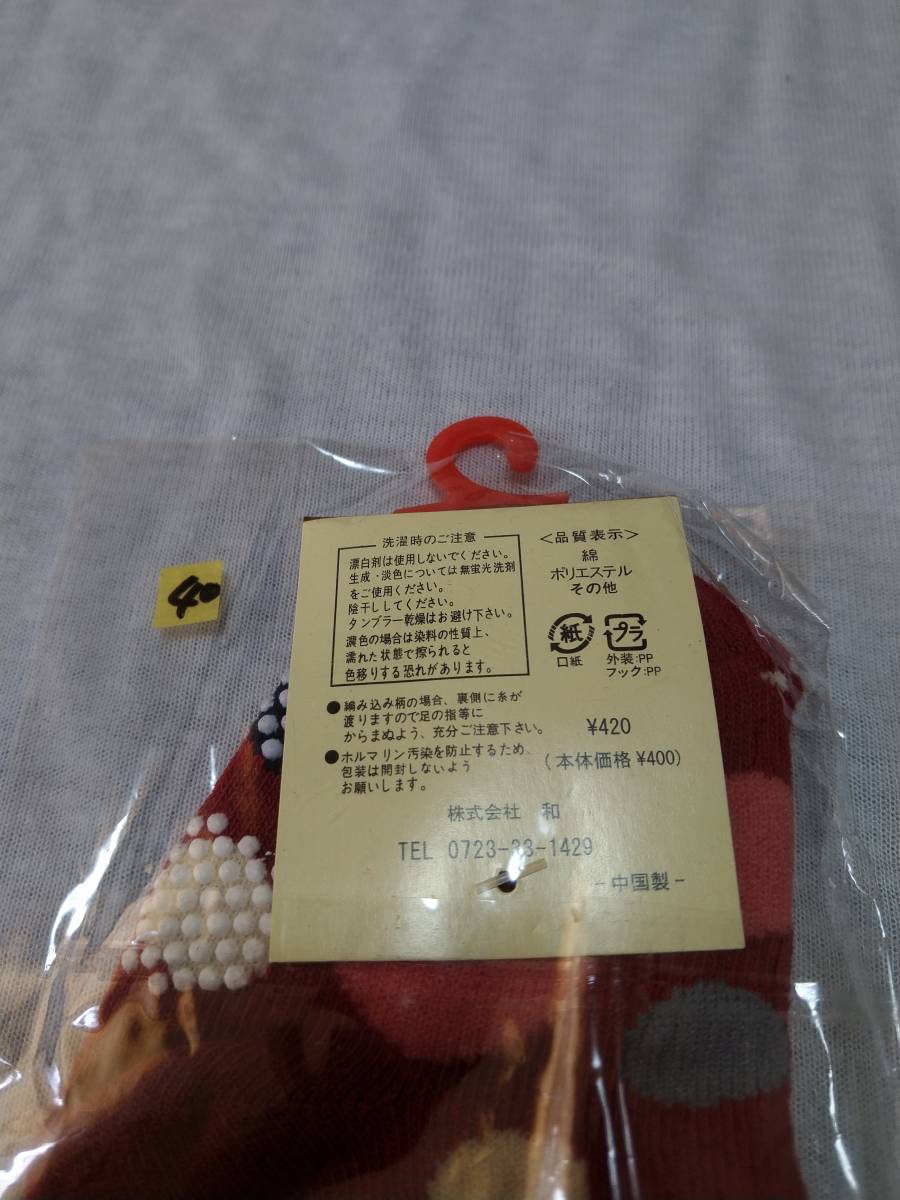 40
洗濯時のご注意
漂白剤は使用しないでください。
生成・淡色については無蛍光洗剤
をご使用ください。
陰干ししてください。
タンブラー乾燥はお避け下さい。
濃色の場合は染料の性質上、
濡れた状態で擦られると
色移りする恐れがあります。
●編み込み柄の場合、裏側に糸が
渡りますので足の指等に
からまぬよう、充分ご注意下さい。
●ホルマリン汚染を防止するため、
包装は開封しないよう
お願いします。
<品質表示>
綿
ポリエステル
その他
紙
口紙
プラ
外装:PP
フック:PP
¥420
(本体価格¥400)
株式会社 和
TEL 0723-33-1429
-中国製-